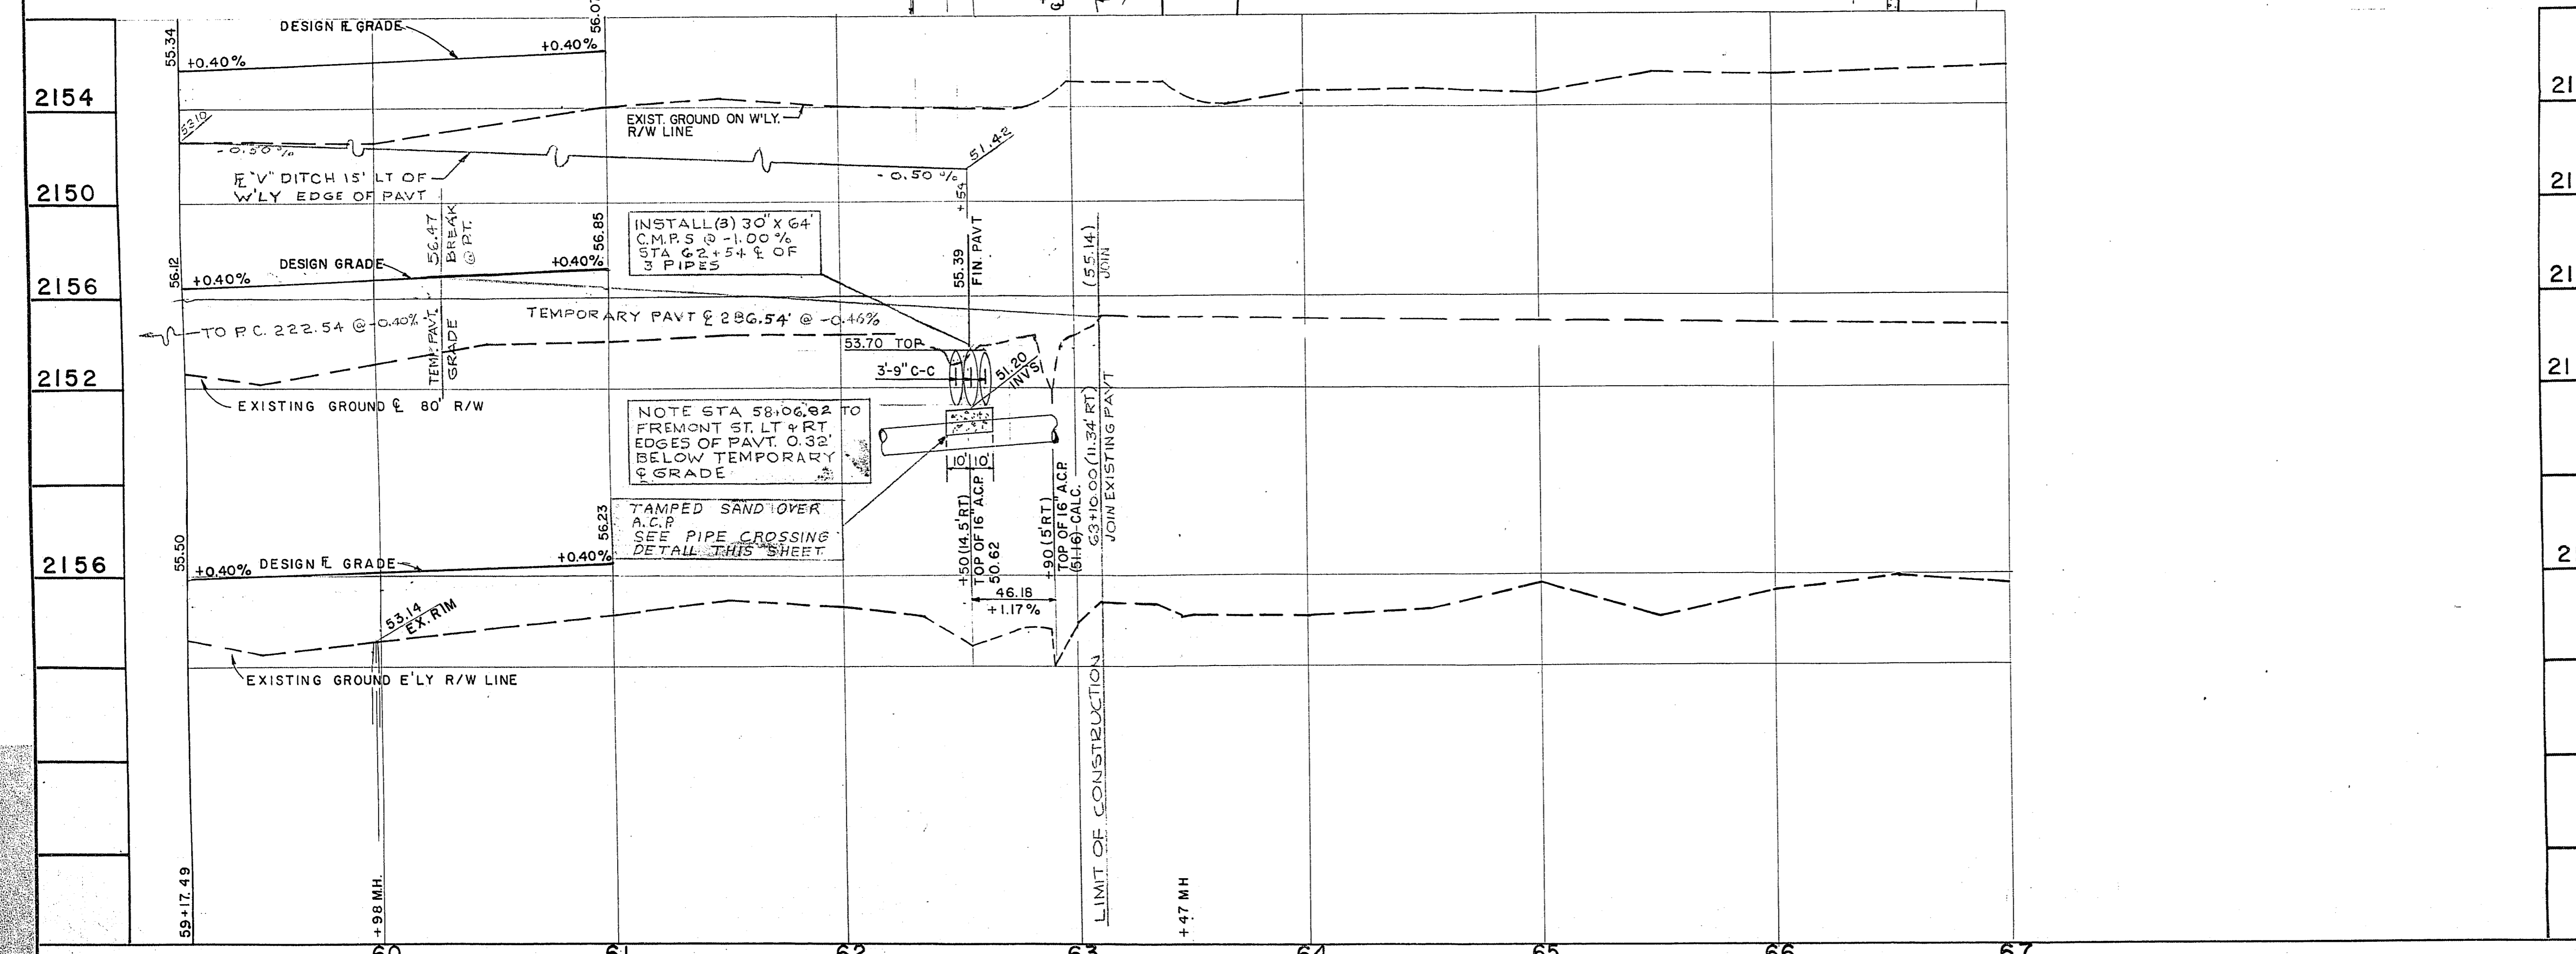 2154
2150
2156
2152
2156
55.34
DESIGN ℄ GRADE
+0.40%
+0.40%
53.10
-0.50%
EXIST. GROUND ON W'LY.
R/W LINE
51.42
-0.50%
+54
"V" DITCH 15' LT OF
W'LY EDGE OF PAVT
56.12
+0.40%
DESIGN GRADE
56.47
BREAK
@ P.T.
+0.40%
56.85
INSTALL (3) 30" X 64'
C.M.P.S @ -1.00%
STA 62+54 ℄ OF
3 PIPES
55.39
FIN. PAVT
(55.14)
JOIN
TO P.C. 222.54 @ -0.40%
TEMP. PAVT.
GRADE
TEMPORARY PAVT ℄ 286.54' @ -0.46%
53.70 TOP
3'-9" C-C
51.20
INVS
EXISTING GROUND ℄ 80' R/W
NOTE STA 58+06.92 TO
FREMONT ST. LT & RT
EDGES OF PAVT. 0.32'
BELOW TEMPORARY
℄ GRADE
10' 10'
TAMPED SAND OVER
A.C.P.
SEE PIPE CROSSING
DETAIL THIS SHEET
+50 (14.5' RT)
TOP OF 16" A.C.P.
50.62
+90 (5' RT)
TOP OF 16" A.C.P.
(51.16)-CALC.
63+10.00 (11.34' RT)
JOIN EXISTING PAVT
46.18
+1.17%
55.50
+0.40%
DESIGN GRADE
+0.40%
56.23
53.14
EX. RIM
EXISTING GROUND E'LY R/W LINE
LIMIT OF CONSTRUCTION
59+17.49
+98 M.H.
+47 MH
60
61
62
63
64
65
66
67